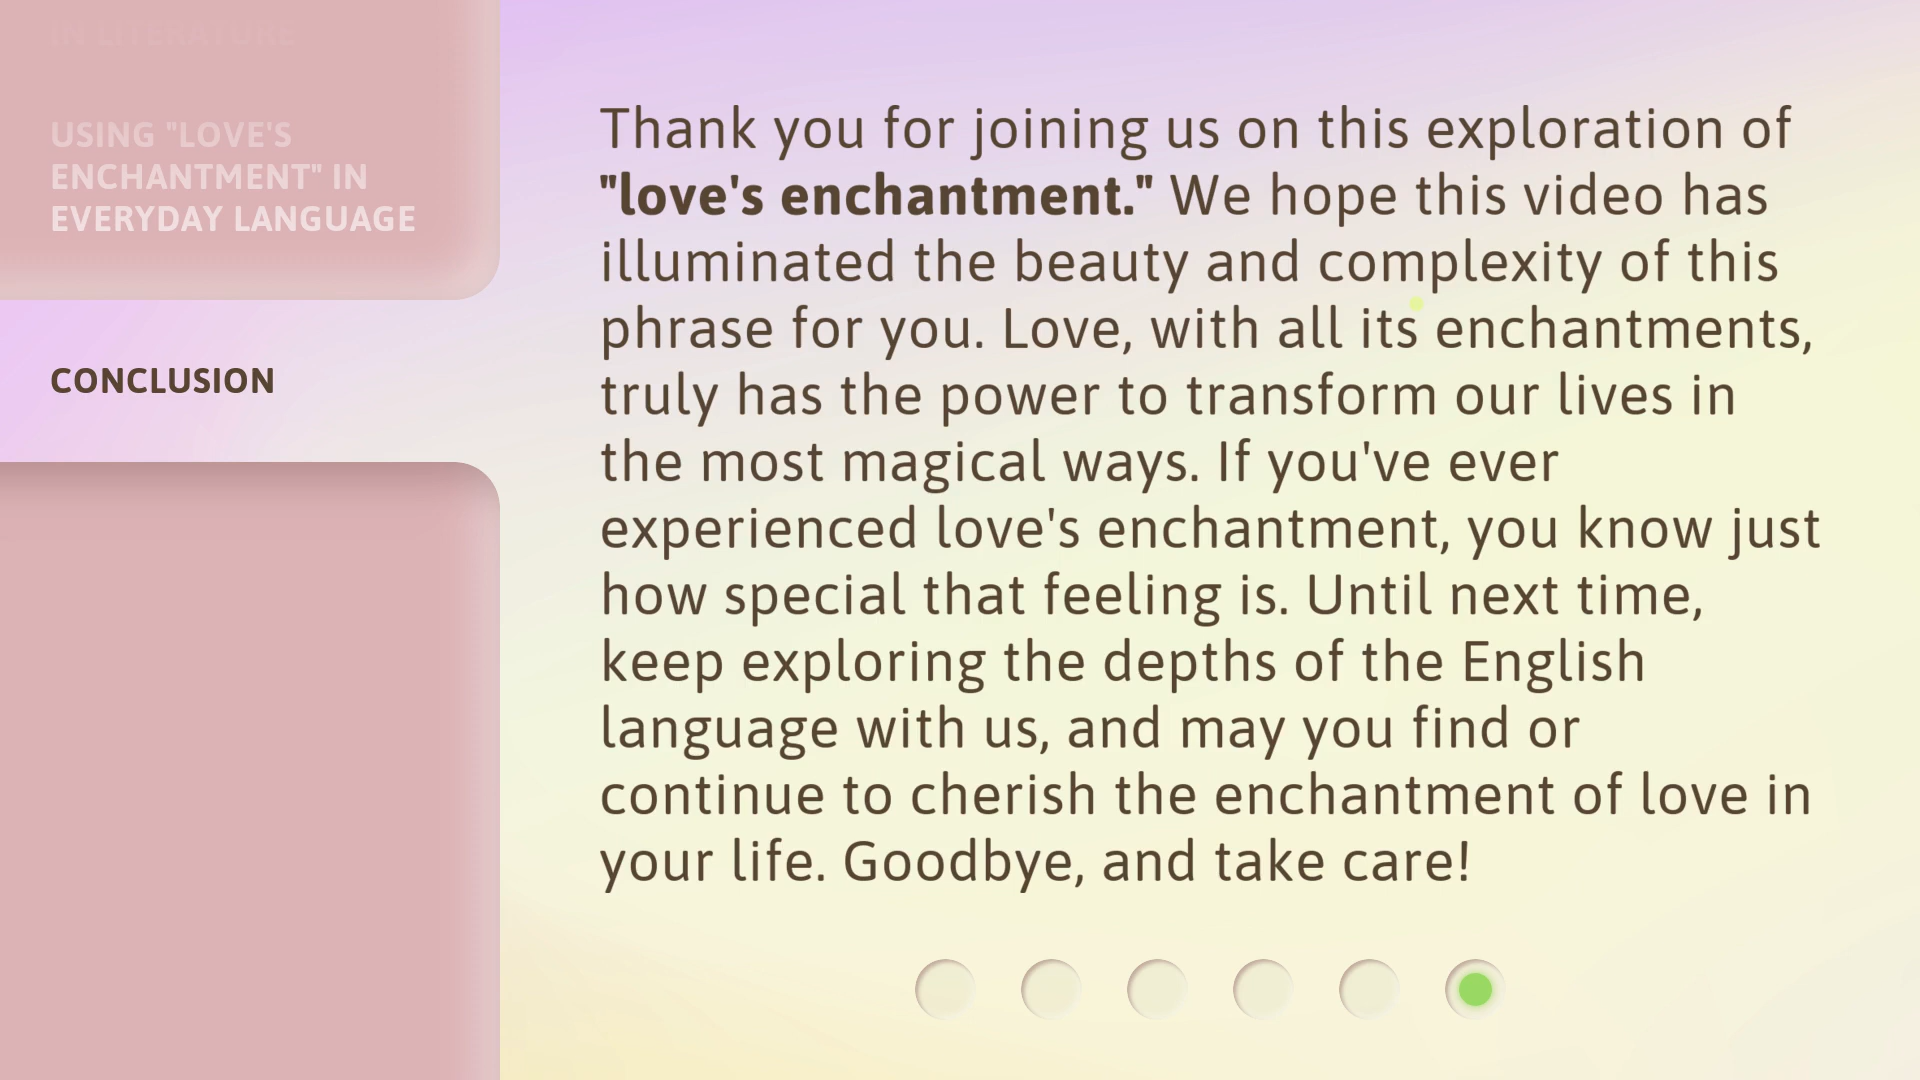 IN LITERATURE
USING "LOVE'S
ENCHANTMENT" IN
EVERYDAY LANGUAGE
CONCLUSION
Thank you for joining us on this exploration of
"love's enchantment." We hope this video has
illuminated the beauty and complexity of this
phrase for you. Love, with all its enchantments,
truly has the power to transform our lives in
the most magical ways. If you've ever
experienced love's enchantment, you know just
how special that feeling is. Until next time,
keep exploring the depths of the English
language with us, and may you find or
continue to cherish the enchantment of love in
your life. Goodbye, and take care!